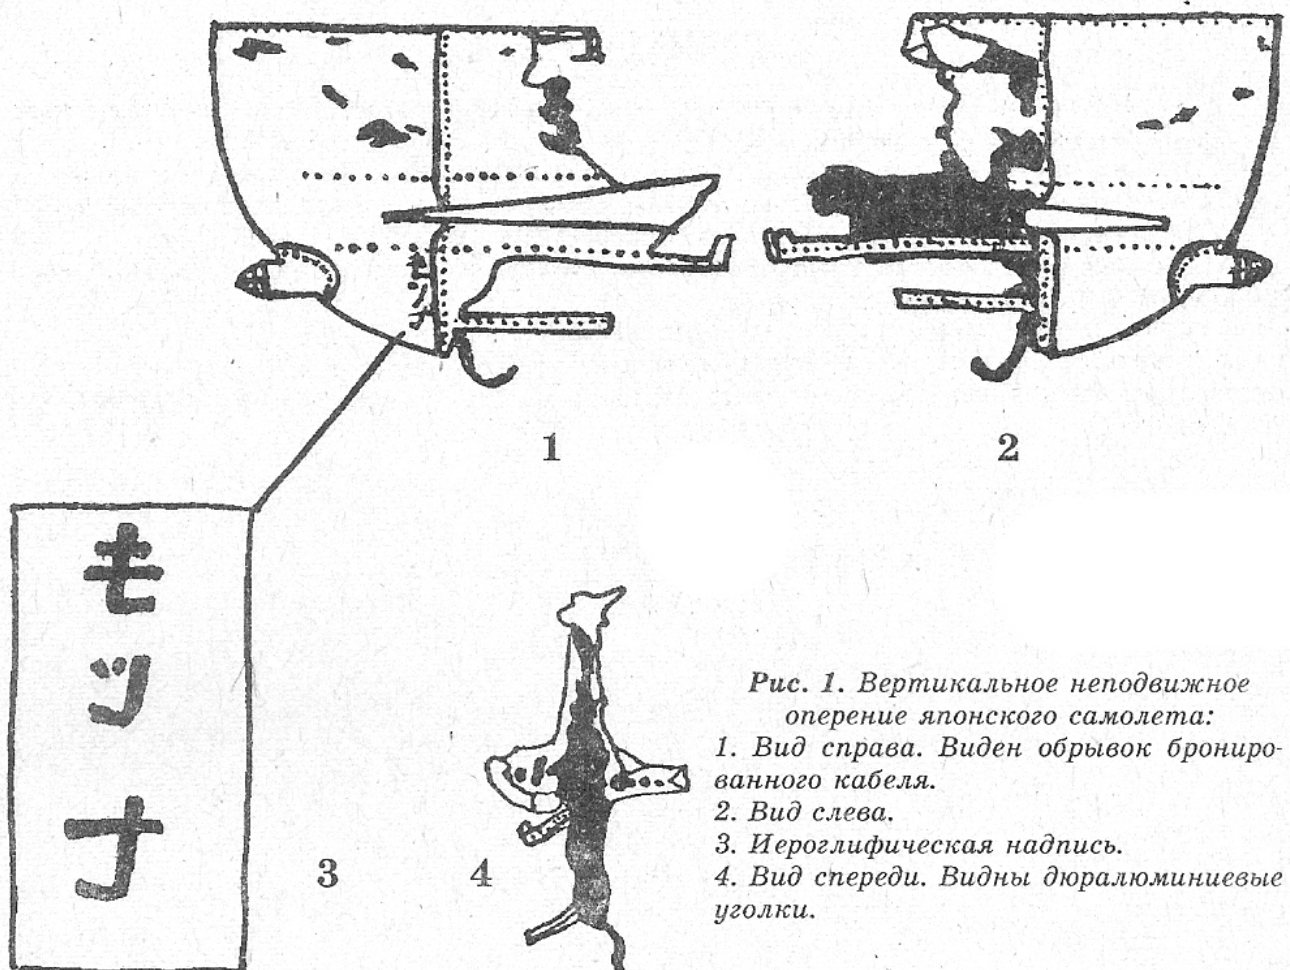 1
2
モツナ
3
4
Рис. 1. Вертикальное неподвижное
оперение японского самолета:
1. Вид справа. Виден обрывок брониро-
ванного кабеля.
2. Вид слева.
3. Иероглифическая надпись.
4. Вид спереди. Видны дюралюминиевые
уголки.